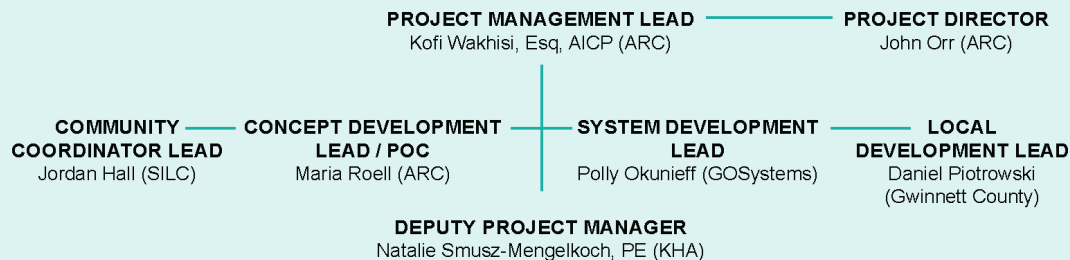 PROJECT MANAGEMENT LEAD
Kofi Wakhisi, Esq, AICP (ARC)
PROJECT DIRECTOR
John Orr (ARC)
COMMUNITY
COORDINATOR LEAD
Jordan Hall (SILC)
CONCEPT DEVELOPMENT
LEAD / POC
Maria Roell (ARC)
SYSTEM DEVELOPMENT
LEAD
Polly Okunieff (GOSystems)
LOCAL
DEVELOPMENT LEAD
Daniel Piotrowski
(Gwinnett County)
DEPUTY PROJECT MANAGER
Natalie Smusz-Mengelkoch, PE (KHA)